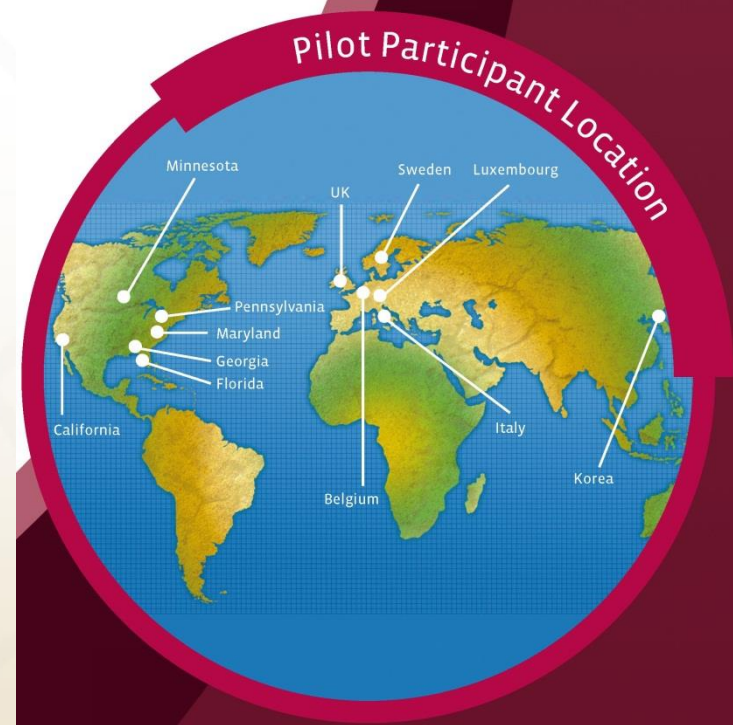 Pilot Participant Location
Minnesota
Sweden
Luxembourg
UK
Pennsylvania
Maryland
Georgia
Florida
California
Italy
Korea
Belgium